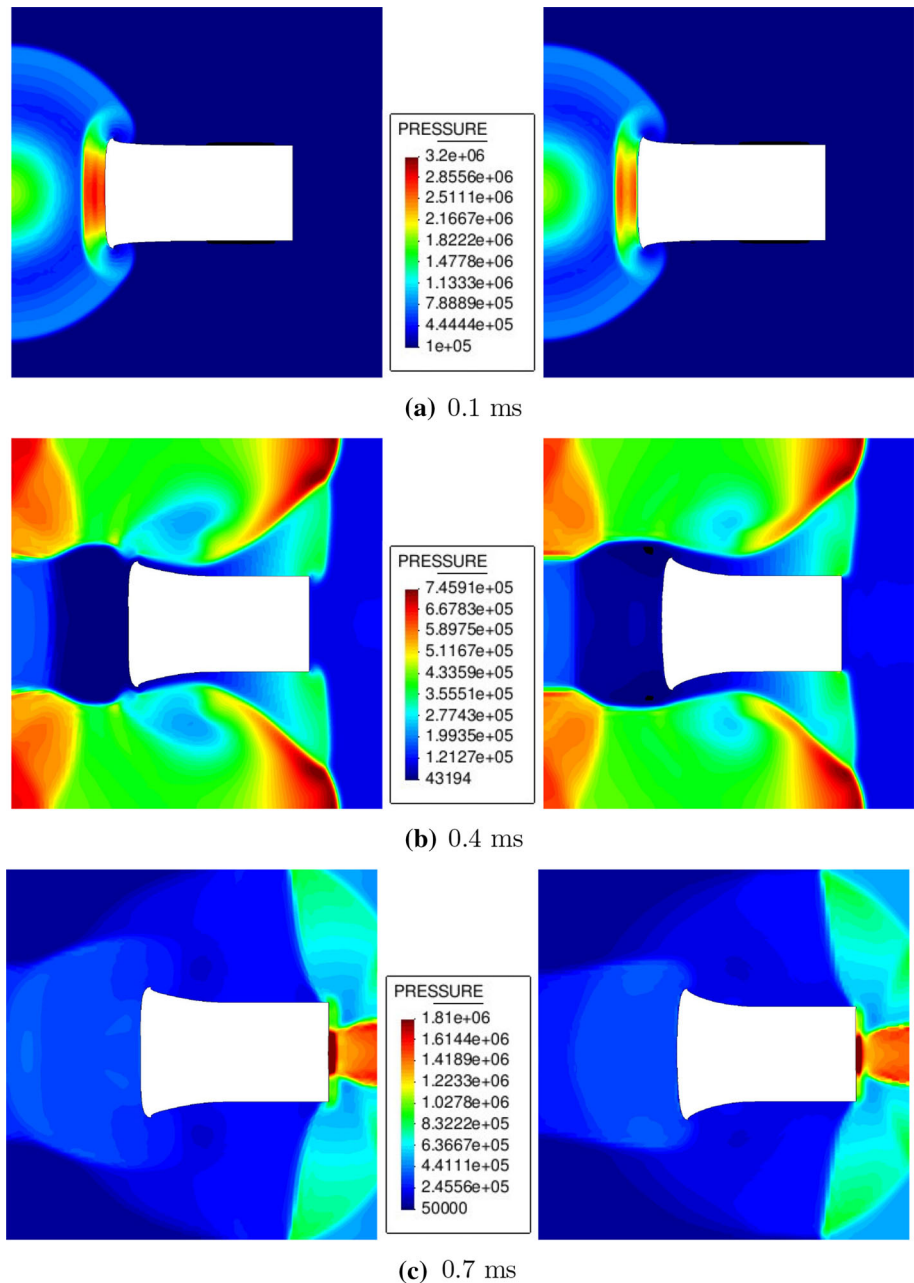 PRESSURE
3.2e+06
2.8556e+06
2.5111e+06
2.1667e+06
1.8222e+06
1.4778e+06
1.1333e+06
7.8889e+05
4.4444e+05
1e+05
(a) 0.1 ms
PRESSURE
7.4591e+05
6.6783e+05
5.8975e+05
5.1167e+05
4.3359e+05
3.5551e+05
2.7743e+05
1.9935e+05
1.2127e+05
43194
(b) 0.4 ms
PRESSURE
1.81e+06
1.6144e+06
1.4189e+06
1.2233e+06
1.0278e+06
8.3222e+05
6.3667e+05
4.4111e+05
2.4556e+05
50000
(c) 0.7 ms